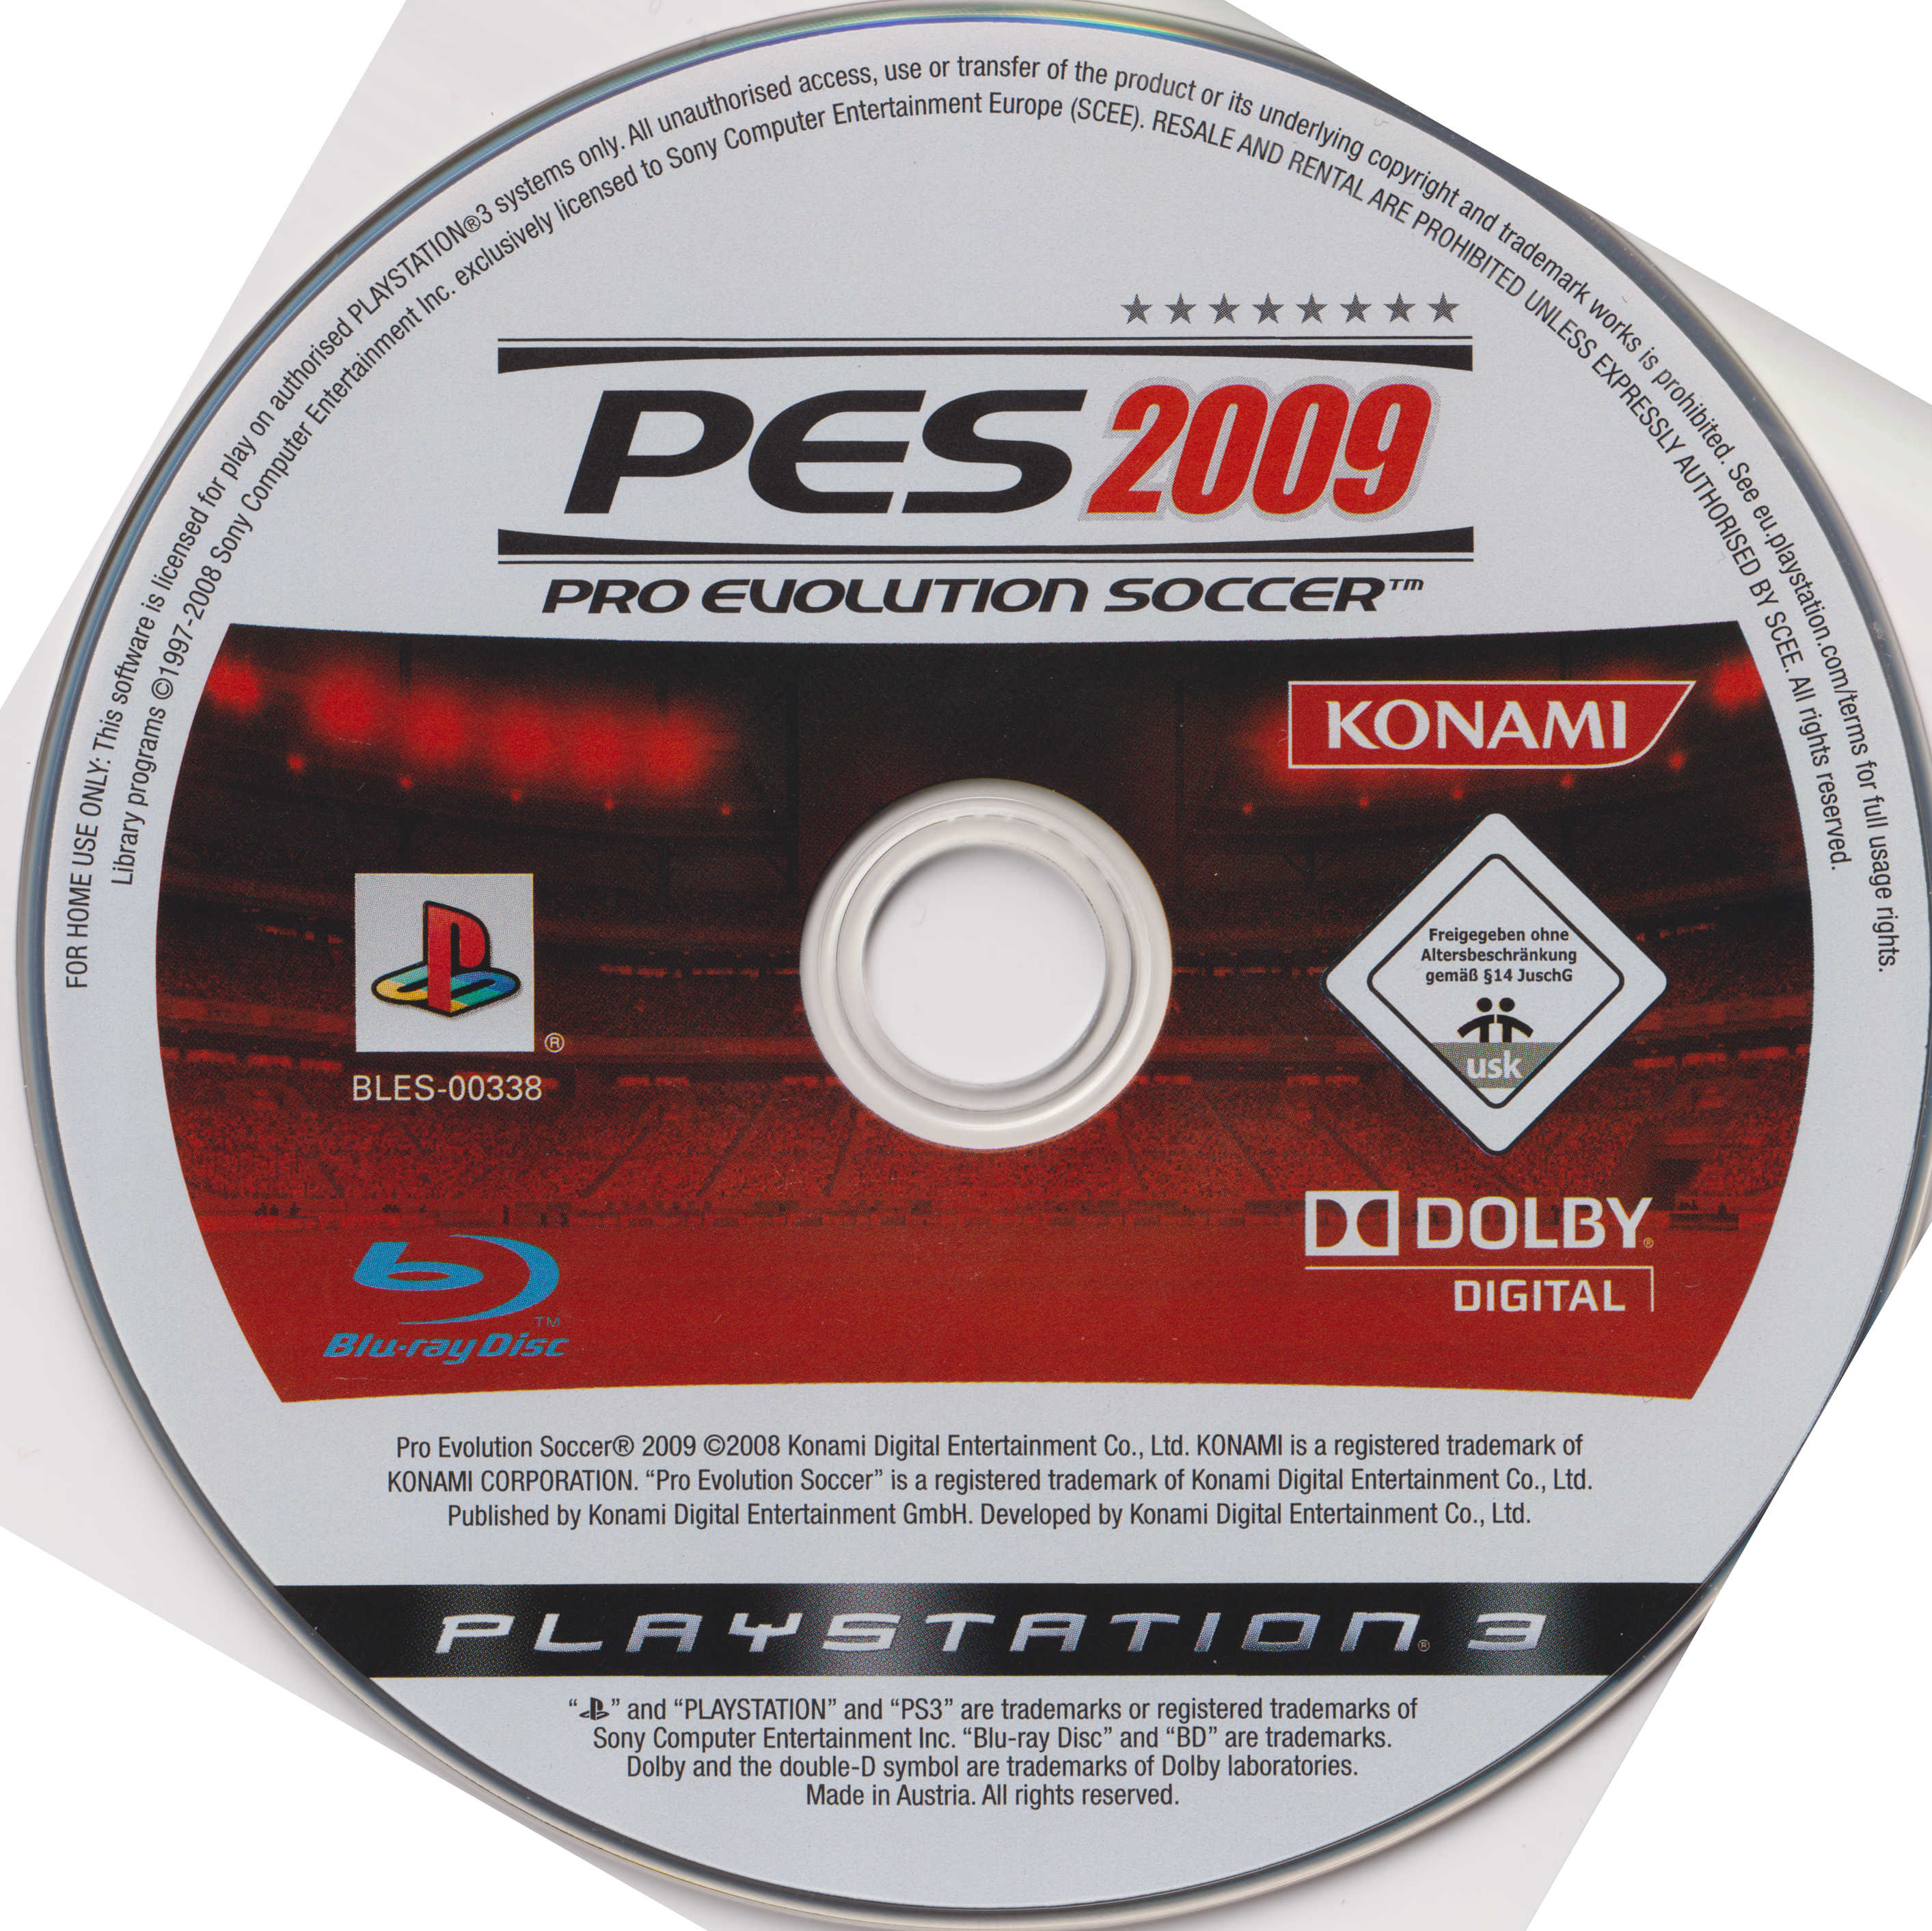 FOR HOME USE ONLY: This software is licensed for play on authorised PLAYSTATION®3 systems only. All unauthorised access, use or transfer of the product or its underlying copyright and trademark works is prohibited. See eu.playstation.com/terms for full usage rights.
Library programs ©1997-2008 Sony Computer Entertainment Inc. exclusively licensed to Sony Computer Entertainment Europe (SCEE). RESALE AND RENTAL ARE PROHIBITED UNLESS EXPRESSLY AUTHORISED BY SCEE. All rights reserved.
PES 2009
PRO EVOLUTION SOCCER™
KONAMI
Freigegeben ohne
Altersbeschränkung
gemäß §14 JuschG
usk
®
BLES-00338
DOLBY®
DIGITAL
TM
Blu-ray Disc
Pro Evolution Soccer® 2009 ©2008 Konami Digital Entertainment Co., Ltd. KONAMI is a registered trademark of
KONAMI CORPORATION. “Pro Evolution Soccer” is a registered trademark of Konami Digital Entertainment Co., Ltd.
Published by Konami Digital Entertainment GmbH. Developed by Konami Digital Entertainment Co., Ltd.
PLAYSTATION®3
“ ” and “PLAYSTATION” and “PS3” are trademarks or registered trademarks of
Sony Computer Entertainment Inc. “Blu-ray Disc” and “BD” are trademarks.
Dolby and the double-D symbol are trademarks of Dolby laboratories.
Made in Austria. All rights reserved.